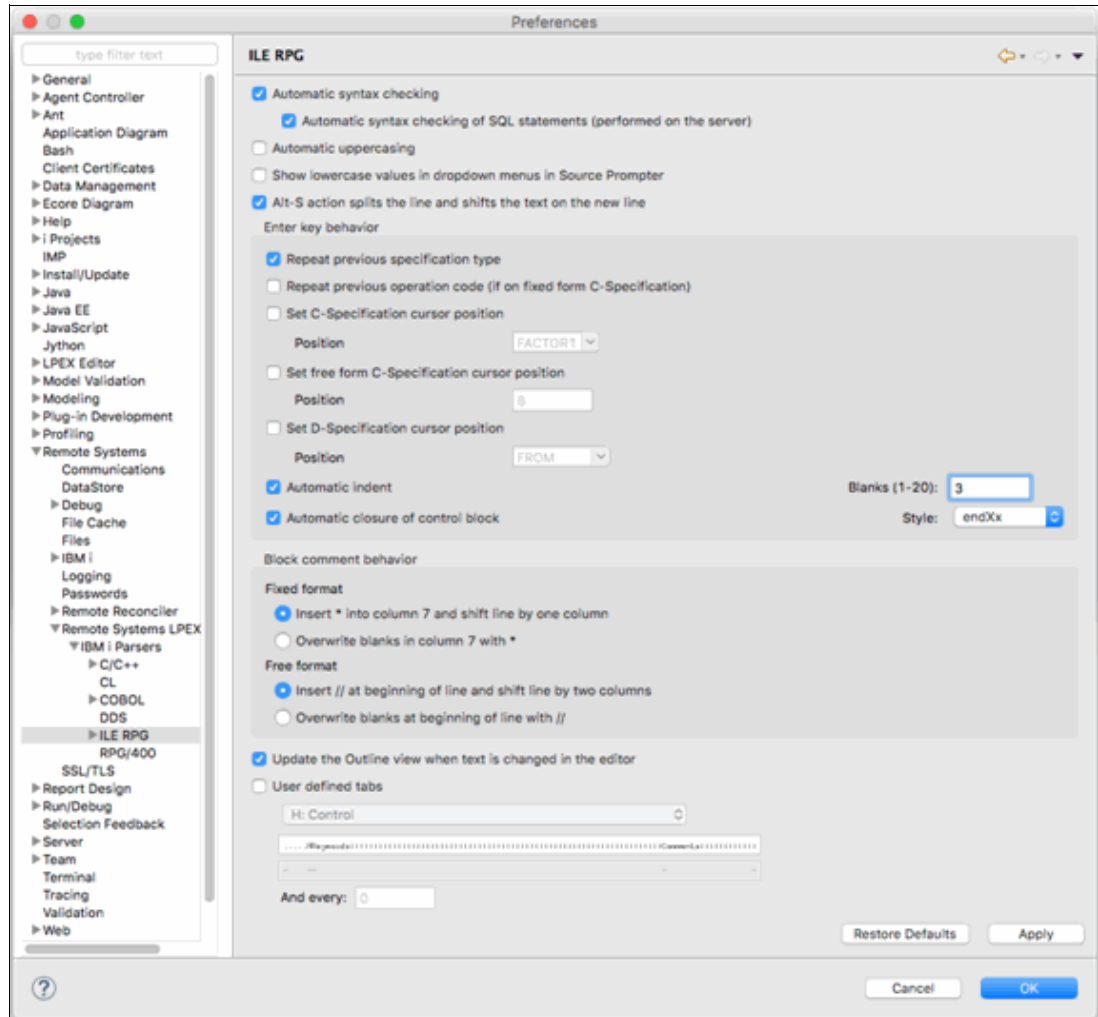 Preferences
type filter text
General
Agent Controller
Ant
Application Diagram
Bash
Client Certificates
Data Management
Ecore Diagram
Help
i Projects
IMP
Install/Update
Java
Java EE
JavaScript
Jython
LPEX Editor
Model Validation
Modeling
Plug-in Development
Profiling
Remote Systems
Communications
DataStore
Debug
File Cache
Files
IBM i
Logging
Passwords
Remote Reconciler
Remote Systems LPEX
IBM i Parsers
C/C++
CL
COBOL
DDS
ILE RPG
RPG/400
SSL/TLS
Report Design
Run/Debug
Selection Feedback
Server
Team
Terminal
Tracing
Validation
Web
ILE RPG
Automatic syntax checking
Automatic syntax checking of SQL statements (performed on the server)
Automatic uppercasing
Show lowercase values in dropdown menus in Source Prompter
Alt-S action splits the line and shifts the text on the new line
Enter key behavior
Repeat previous specification type
Repeat previous operation code (if on fixed form C-Specification)
Set C-Specification cursor position
Position FACTOR1
Set free form C-Specification cursor position
Position 8
Set D-Specification cursor position
Position FROM
Automatic indent Blanks (1-20): 3
Automatic closure of control block Style: endXx
Block comment behavior
Fixed format
Insert * into column 7 and shift line by one column
Overwrite blanks in column 7 with *
Free format
Insert // at beginning of line and shift line by two columns
Overwrite blanks at beginning of line with //
Update the Outline view when text is changed in the editor
User defined tabs
H: Control
And every: 0
Restore Defaults Apply
? Cancel OK